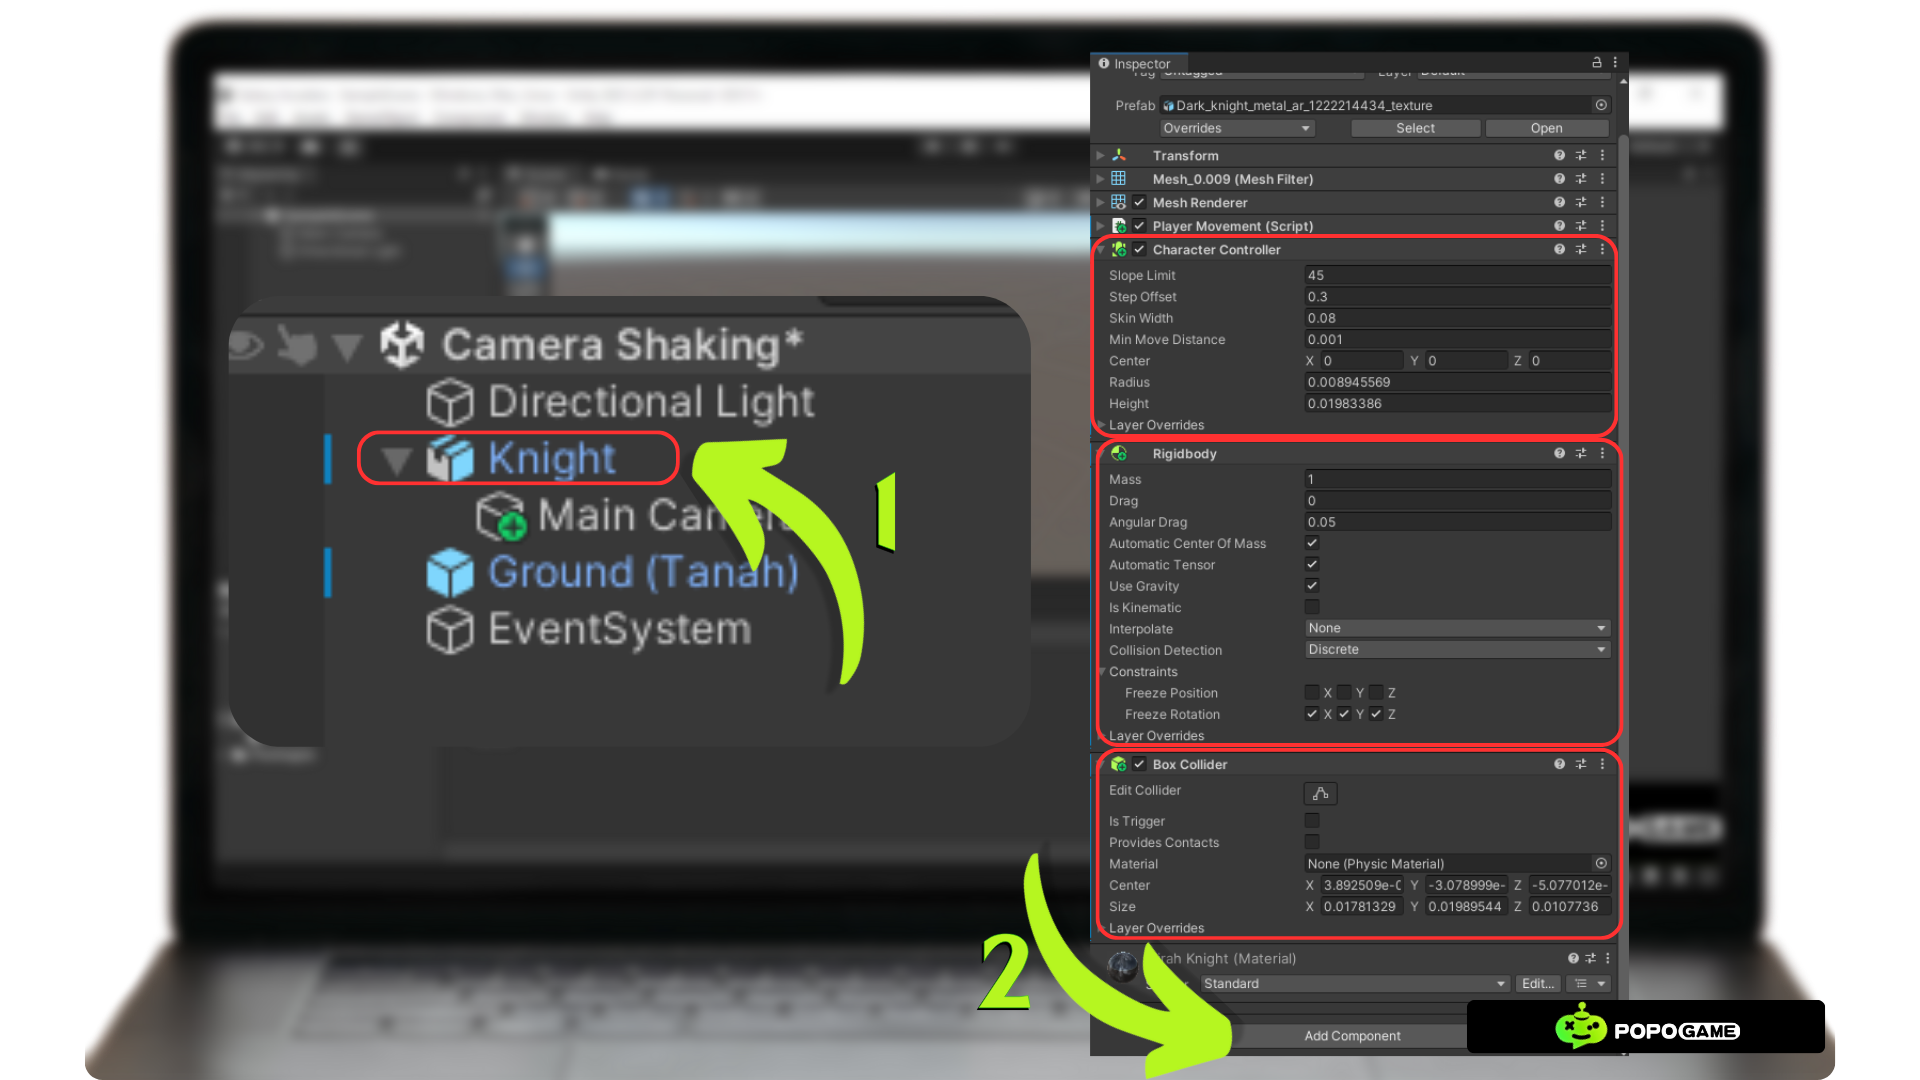 Camera Shaking*
Directional Light
Knight
Main Camera
Ground (Tanah)
EventSystem
1
2
Inspector
Tag Untagged Layer Default
Prefab Dark_knight_metal_ar_1222214434_texture
Overrides Select Open
Transform
Mesh_0.009 (Mesh Filter)
Mesh Renderer
Player Movement (Script)
Character Controller
Slope Limit 45
Step Offset 0.3
Skin Width 0.08
Min Move Distance 0.001
Center X 0 Y 0 Z 0
Radius 0.008945569
Height 0.01983386
Layer Overrides
Rigidbody
Mass 1
Drag 0
Angular Drag 0.05
Automatic Center Of Mass
Automatic Tensor
Use Gravity
Is Kinematic
Interpolate None
Collision Detection Discrete
Constraints
Freeze Position X Y Z
Freeze Rotation X Y Z
Layer Overrides
Box Collider
Edit Collider
Is Trigger
Provides Contacts
Material None (Physic Material)
Center X 3.892509e-0 Y -3.078999e- Z -5.077012e-
Size X 0.01781329 Y 0.01989544 Z 0.0107736
Layer Overrides
Knight (Material)
Standard Edit...
Add Component
POPOGAME